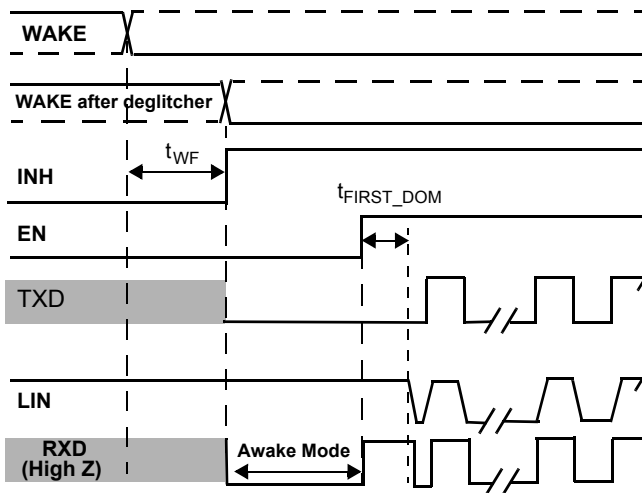 WAKE
WAKE after deglitcher
tWF
INH
tFIRST_DOM
EN
TXD
LIN
RXD
(High Z)
Awake Mode